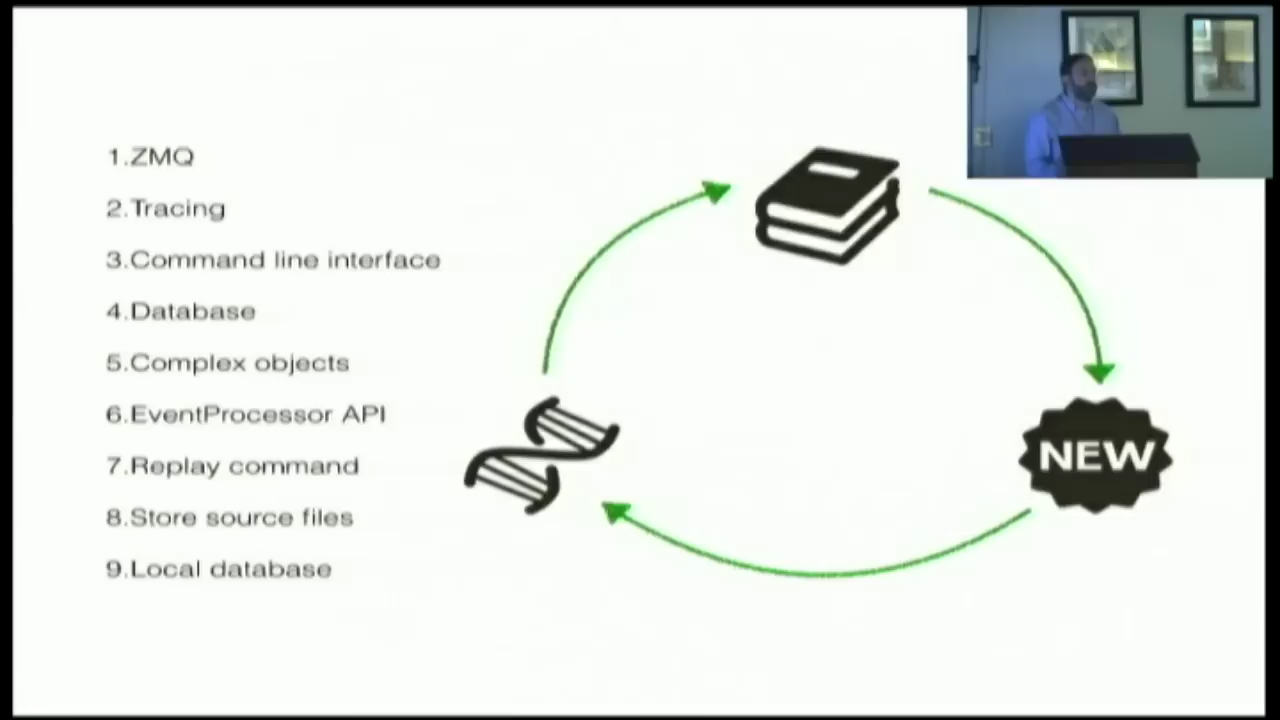 1.ZMQ
2.Tracing
3.Command line interface
4.Database
5.Complex objects
6.EventProcessor API
7.Replay command
8.Store source files
9.Local database
NEW